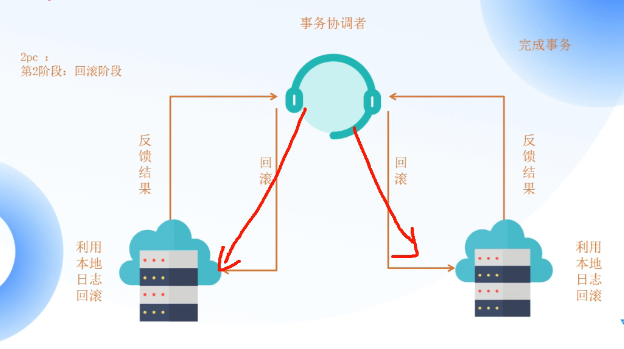 事务协调者
完成事务
2pc :
第2阶段：回滚阶段
反馈结果
回滚
回滚
反馈结果
利用
本地
日志
回滚
利用
本地
日志
回滚